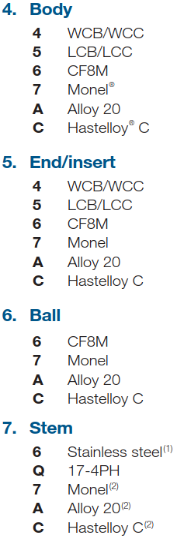 4. Body
4 WCB/WCC
5 LCB/LCC
6 CF8M
7 Monel®
A Alloy 20
C Hastelloy® C
5. End/insert
4 WCB/WCC
5 LCB/LCC
6 CF8M
7 Monel
A Alloy 20
C Hastelloy C
6. Ball
6 CF8M
7 Monel
A Alloy 20
C Hastelloy C
7. Stem
6 Stainless steel(1)
Q 17-4PH
7 Monel(2)
A Alloy 20(2)
C Hastelloy C(2)